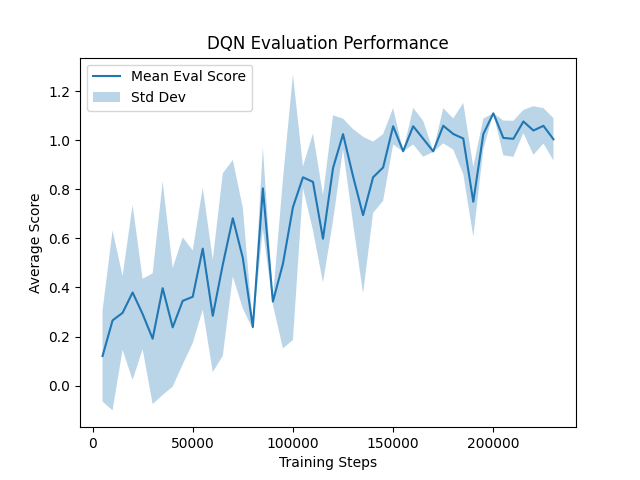 DQN Evaluation Performance
Mean Eval Score
Std Dev
1.2
1.0
0.8
0.6
0.4
0.2
0.0
Average Score
0
50000
100000
150000
200000
Training Steps